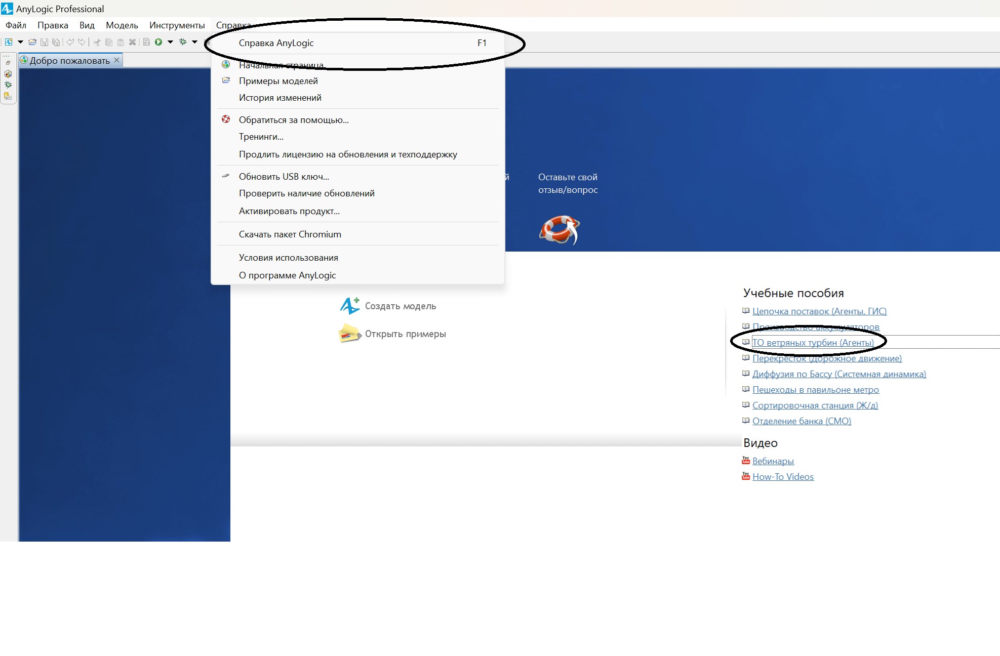 AnyLogic Professional
Файл Правка Вид Модель Инструменты Справка
Справка AnyLogic F1
Добро пожаловать
Начальная страница
Примеры моделей
История изменений
Обратиться за помощью...
Тренинги...
Продлить лицензию на обновления и техподдержку
Обновить USB ключ...
Проверить наличие обновлений
Активировать продукт...
Скачать пакет Chromium
Условия использования
О программе AnyLogic
й
Оставьте свой
отзыв/вопрос
Создать модель
Открыть примеры
Учебные пособия
Цепочка поставок (Агенты, ГИС)
Производство аккумуляторов
ТО ветряных турбин (Агенты)
Перекресток (Дорожное движение)
Диффузия по Бассу (Системная динамика)
Пешеходы в павильоне метро
Сортировочная станция (Ж/д)
Отделение банка (СМО)
Видео
You Tube Вебинары
You Tube How-To Videos